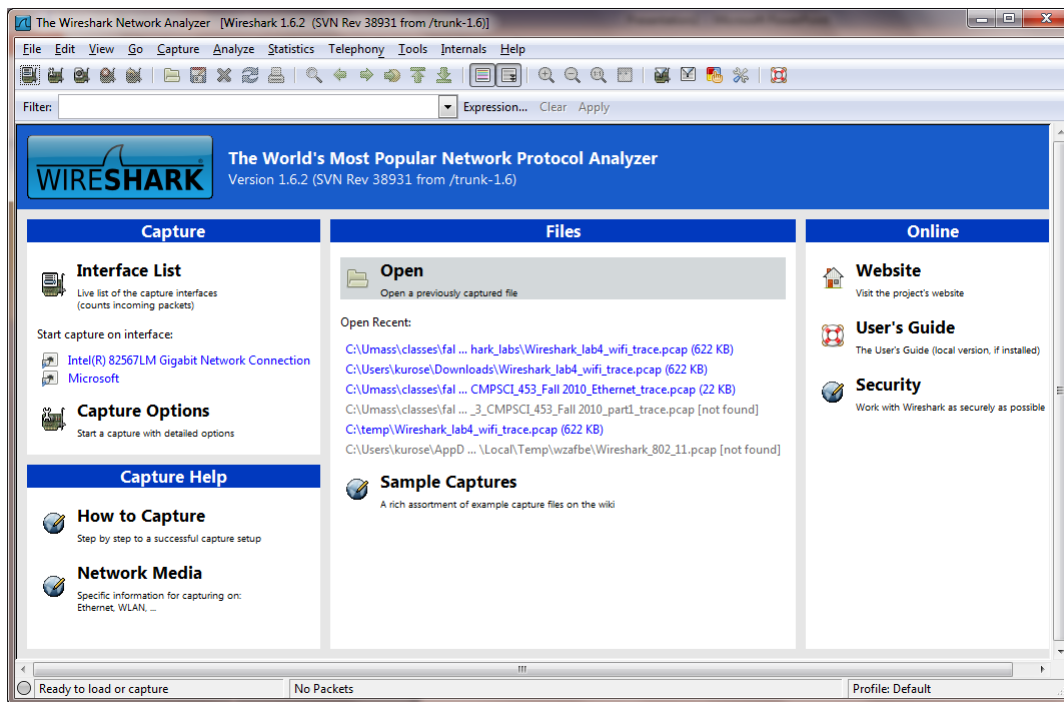 The Wireshark Network Analyzer [Wireshark 1.6.2 (SVN Rev 38931 from /trunk-1.6)]
File Edit View Go Capture Analyze Statistics Telephony Tools Internals Help
Filter: Expression... Clear Apply
WIRESHARK
The World's Most Popular Network Protocol Analyzer
Version 1.6.2 (SVN Rev 38931 from /trunk-1.6)
Capture
Interface List
Live list of the capture interfaces
(counts incoming packets)
Start capture on interface:
Intel(R) 82567LM Gigabit Network Connection
Microsoft
Capture Options
Start a capture with detailed options
Capture Help
How to Capture
Step by step to a successful capture setup
Network Media
Specific information for capturing on:
Ethernet, WLAN, ...
Files
Open
Open a previously captured file
Open Recent:
C:\Umass\classes\fal ... hark_labs\Wireshark_lab4_wifi_trace.pcap (622 KB)
C:\Users\kurose\Downloads\Wireshark_lab4_wifi_trace.pcap (622 KB)
C:\Umass\classes\fal ... CMPSCI_453_Fall 2010_Ethernet_trace.pcap (22 KB)
C:\Umass\classes\fal ... _3_CMPSCI_453_Fall 2010_part1_trace.pcap [not found]
C:\temp\Wireshark_lab4_wifi_trace.pcap (622 KB)
C:\Users\kurose\AppD ... \Local\Temp\wzafbe\Wireshark_802_11.pcap [not found]
Sample Captures
A rich assortment of example capture files on the wiki
Online
Website
Visit the project's website
User's Guide
The User's Guide (local version, if installed)
Security
Work with Wireshark as securely as possible
Ready to load or capture
No Packets
Profile: Default